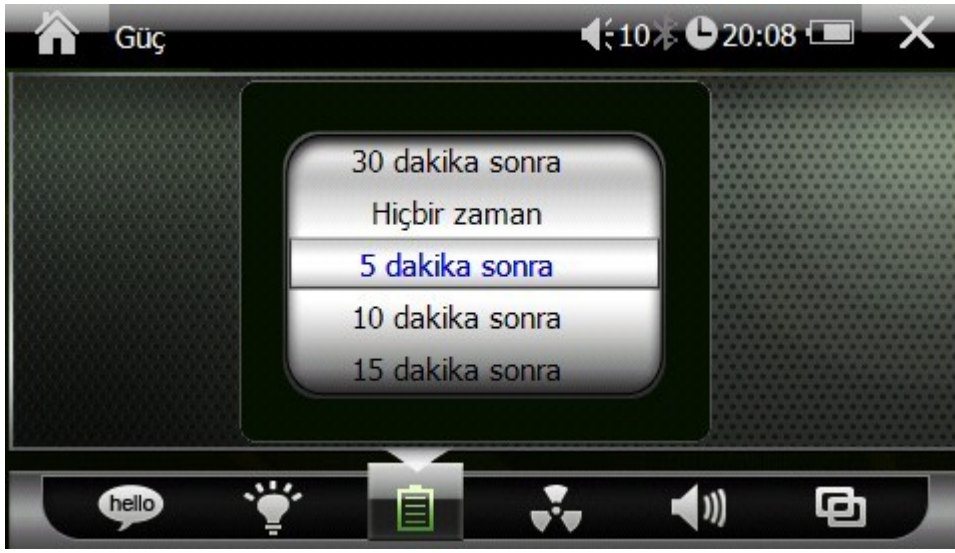 Güç
10
20:08
30 dakika sonra
Hiçbir zaman
5 dakika sonra
10 dakika sonra
15 dakika sonra
hello